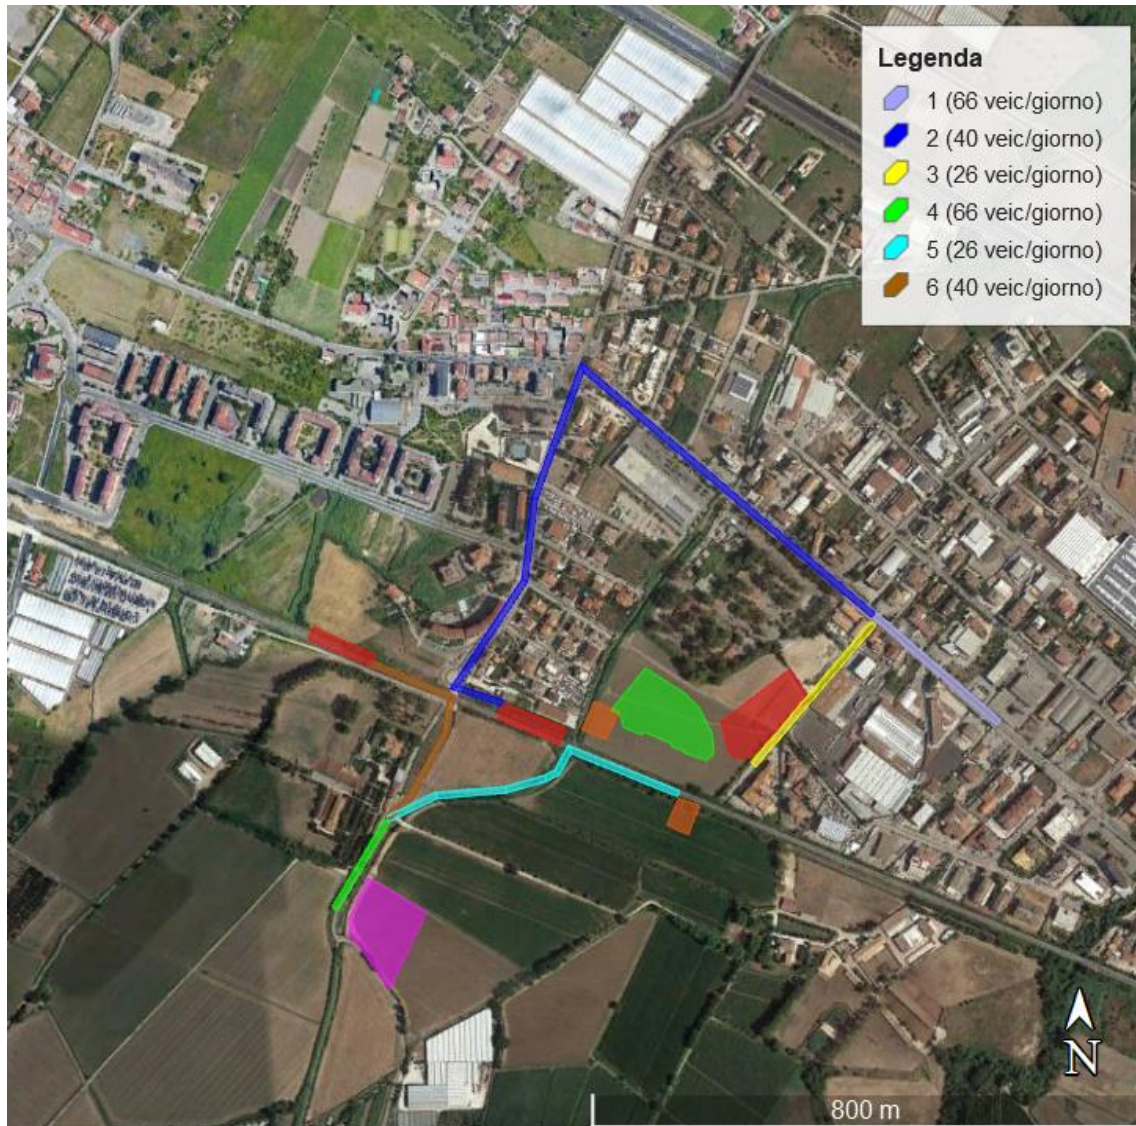 Legenda
1 (66 veic/giorno)
2 (40 veic/giorno)
3 (26 veic/giorno)
4 (66 veic/giorno)
5 (26 veic/giorno)
6 (40 veic/giorno)
N
800 m